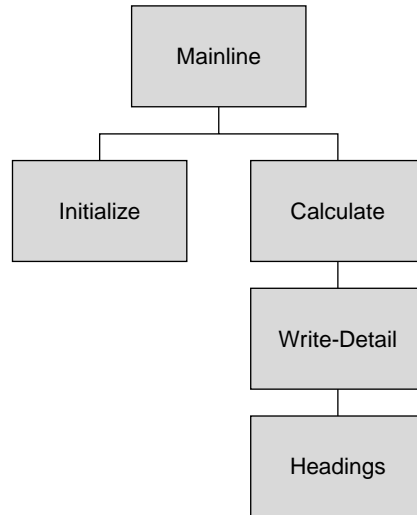 Mainline
Initialize
Calculate
Write-Detail
Headings